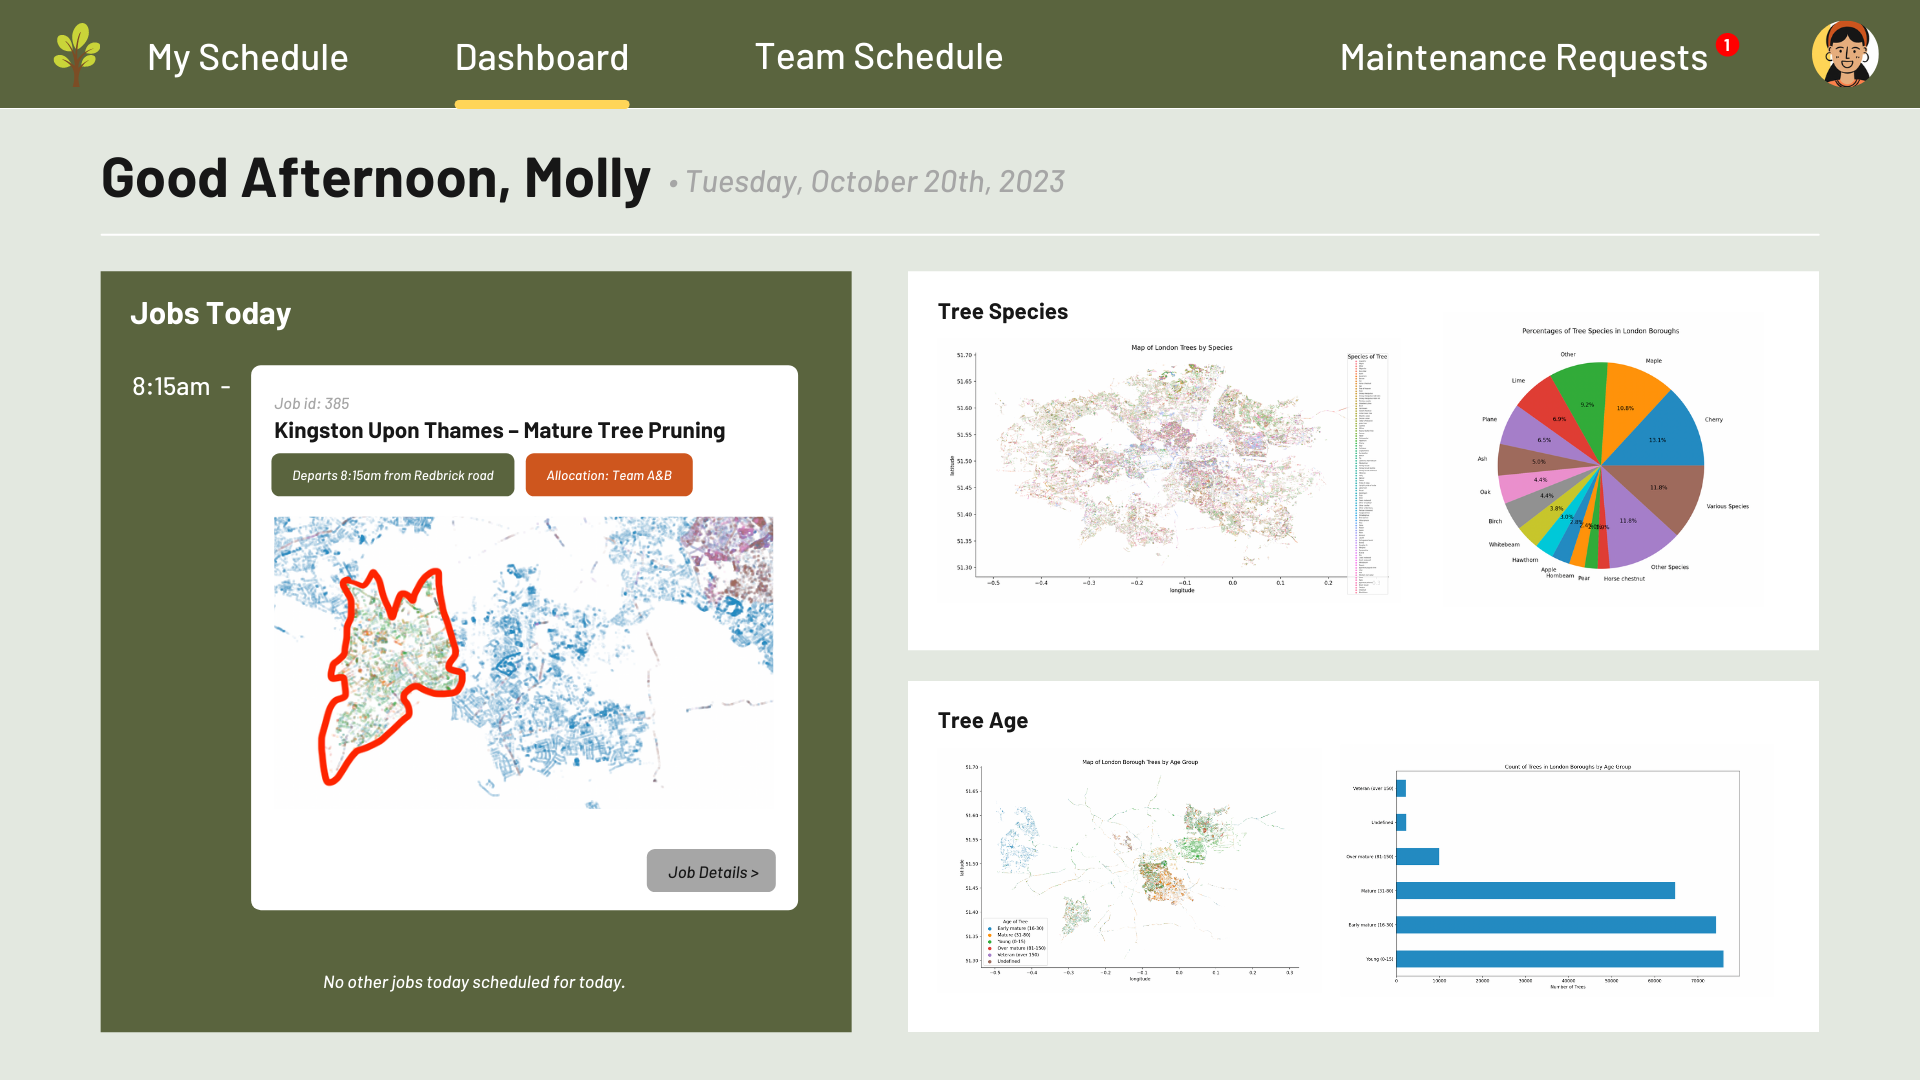 My Schedule
Dashboard
Team Schedule
Maintenance Requests
1
Good Afternoon, Molly
• Tuesday, October 20th, 2023
Jobs Today
8:15am -
Job id: 385
Kingston Upon Thames – Mature Tree Pruning
Departs 8:15am from Redbrick road
Allocation: Team A&B
Job Details >
No other jobs today scheduled for today.
Tree Species
Map of London Trees by Species
Species of Tree
51.70
51.65
51.60
51.55
51.50
51.45
51.40
51.35
51.30
latitude
−0.5
−0.4
−0.3
−0.2
−0.1
0.0
0.1
0.2
longitude
Percentages of Tree Species in London Boroughs
Other
Maple
Lime
Cherry
Plane
Ash
Oak
Birch
Whitebeam
Hawthorn
Apple
Hornbeam
Pear
Horse chestnut
Other Species
Various Species
9.2%
10.8%
6.9%
13.1%
6.5%
5.0%
4.4%
4.4%
3.8%
3.0%
2.8%
11.8%
11.8%
Tree Age
Map of London Borough Trees by Age Group
51.70
51.65
51.60
51.55
51.50
51.45
51.40
51.35
51.30
latitude
Age of Tree
Early mature (16-30)
Mature (31-80)
Young (0-15)
Over mature (81-150)
Veteran (over 150)
Undefined
−0.5
−0.4
−0.3
−0.2
−0.1
0.0
0.1
0.2
0.3
longitude
Count of Trees in London Boroughs by Age Group
Veteran (over 150)
Undefined
Over mature (81-150)
Mature (31-80)
Early mature (16-30)
Young (0-15)
0
10000
20000
30000
40000
50000
60000
70000
Number of Trees